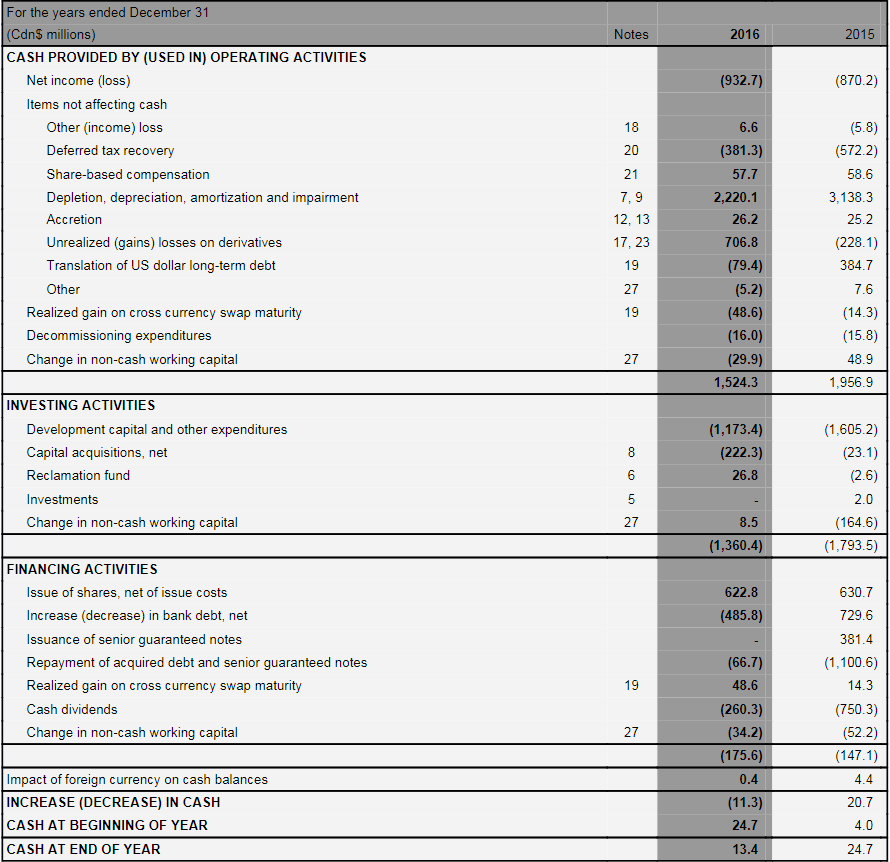 For the years ended December 31
(Cdn$ millions) Notes 2016 2015
CASH PROVIDED BY (USED IN) OPERATING ACTIVITIES
Net income (loss) (932.7) (870.2)
Items not affecting cash
Other (income) loss 18 6.6 (5.8)
Deferred tax recovery 20 (381.3) (572.2)
Share-based compensation 21 57.7 58.6
Depletion, depreciation, amortization and impairment 7, 9 2,220.1 3,138.3
Accretion 12, 13 26.2 25.2
Unrealized (gains) losses on derivatives 17, 23 706.8 (228.1)
Translation of US dollar long-term debt 19 (79.4) 384.7
Other 27 (5.2) 7.6
Realized gain on cross currency swap maturity 19 (48.6) (14.3)
Decommissioning expenditures (16.0) (15.8)
Change in non-cash working capital 27 (29.9) 48.9
1,524.3 1,956.9
INVESTING ACTIVITIES
Development capital and other expenditures (1,173.4) (1,605.2)
Capital acquisitions, net 8 (222.3) (23.1)
Reclamation fund 6 26.8 (2.6)
Investments 5 - 2.0
Change in non-cash working capital 27 8.5 (164.6)
(1,360.4) (1,793.5)
FINANCING ACTIVITIES
Issue of shares, net of issue costs 622.8 630.7
Increase (decrease) in bank debt, net (485.8) 729.6
Issuance of senior guaranteed notes - 381.4
Repayment of acquired debt and senior guaranteed notes (66.7) (1,100.6)
Realized gain on cross currency swap maturity 19 48.6 14.3
Cash dividends (260.3) (750.3)
Change in non-cash working capital 27 (34.2) (52.2)
(175.6) (147.1)
Impact of foreign currency on cash balances 0.4 4.4
INCREASE (DECREASE) IN CASH (11.3) 20.7
CASH AT BEGINNING OF YEAR 24.7 4.0
CASH AT END OF YEAR 13.4 24.7